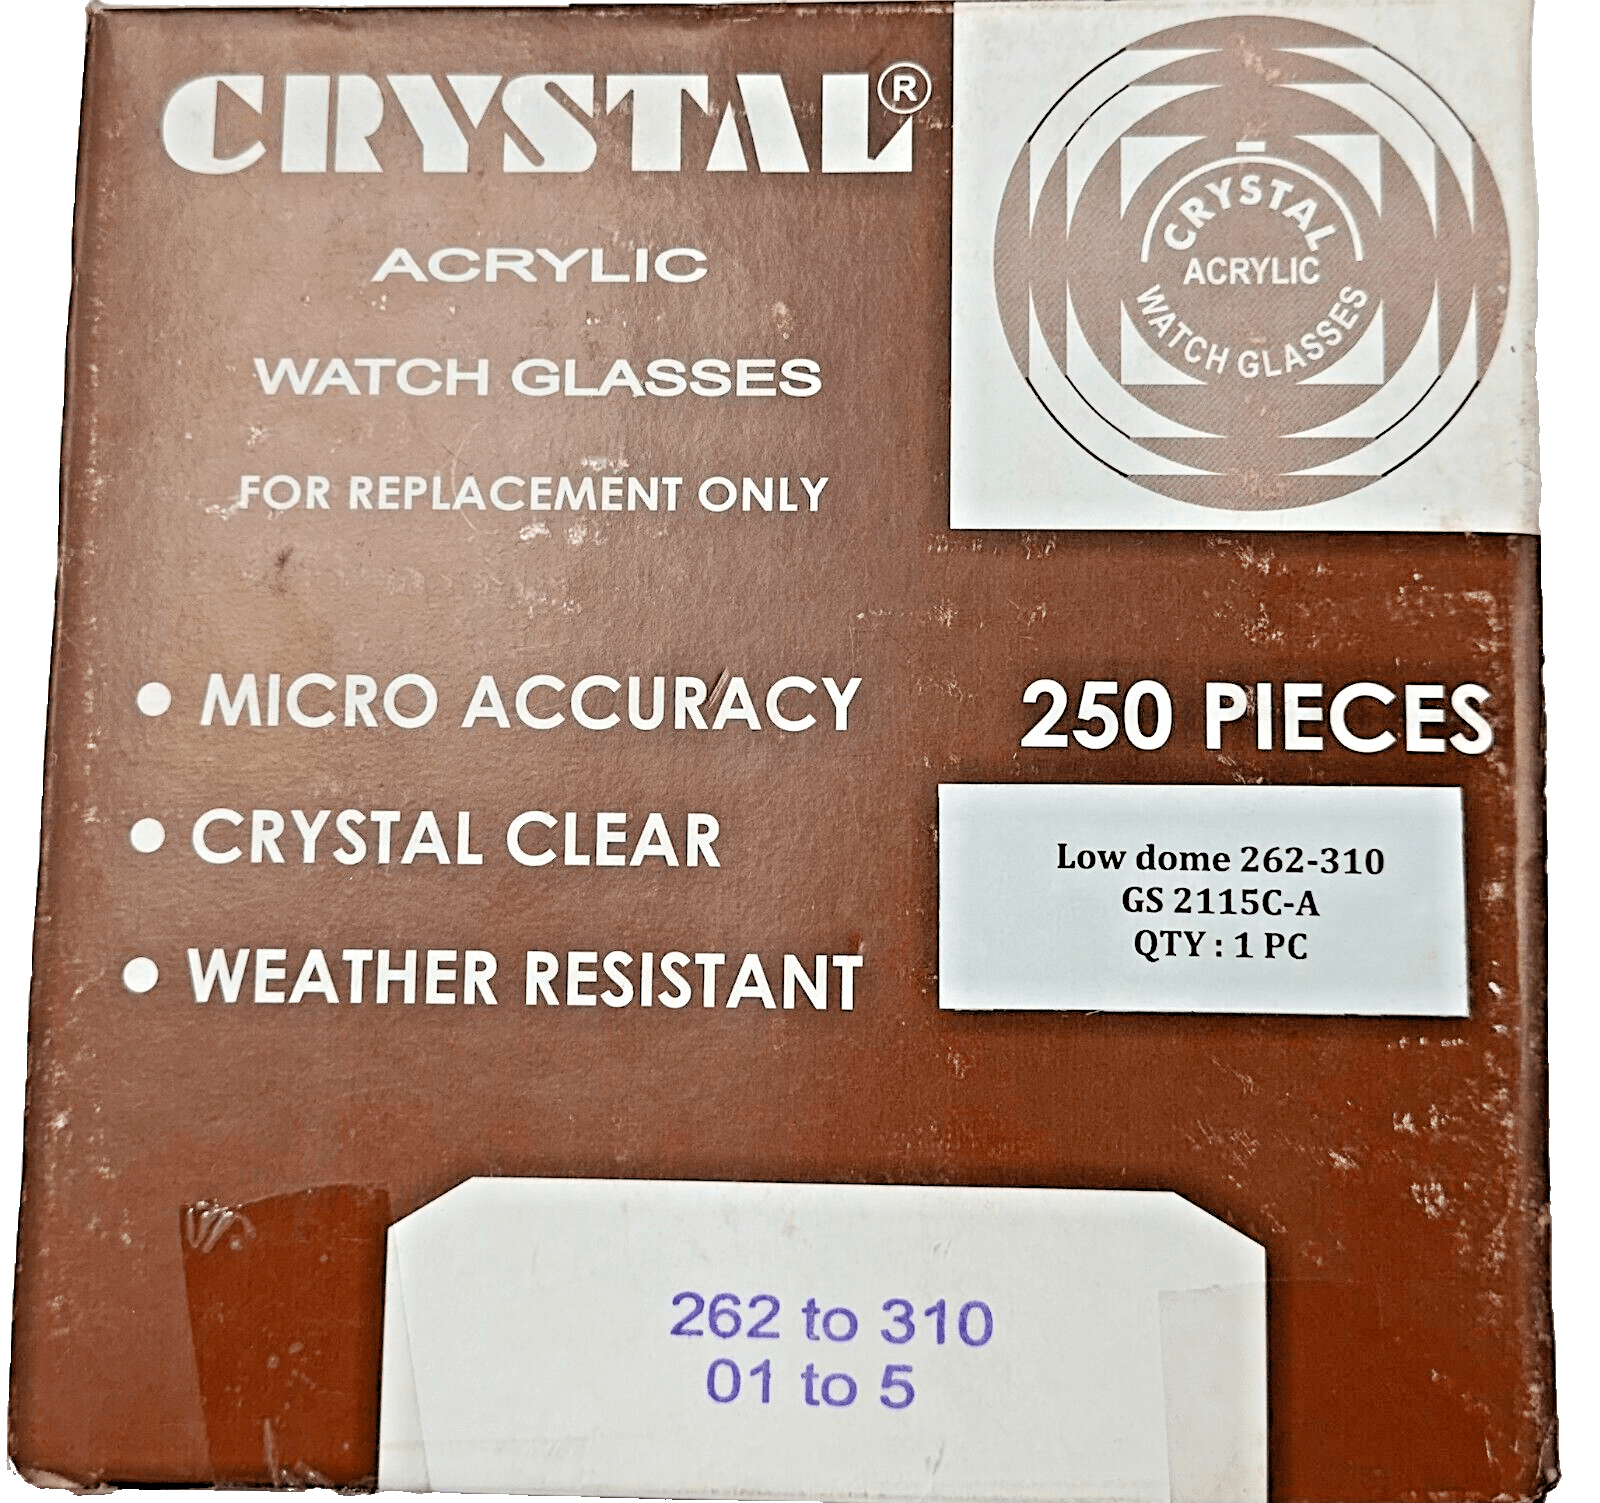 CRYSTAL®
ACRYLIC
WATCH GLASSES
FOR REPLACEMENT ONLY
CRYSTAL
ACRYLIC
WATCH GLASSES
• MICRO ACCURACY
• CRYSTAL CLEAR
• WEATHER RESISTANT
250 PIECES
Low dome 262-310
GS 2115C-A
QTY : 1 PC
262 to 310
01 to 5